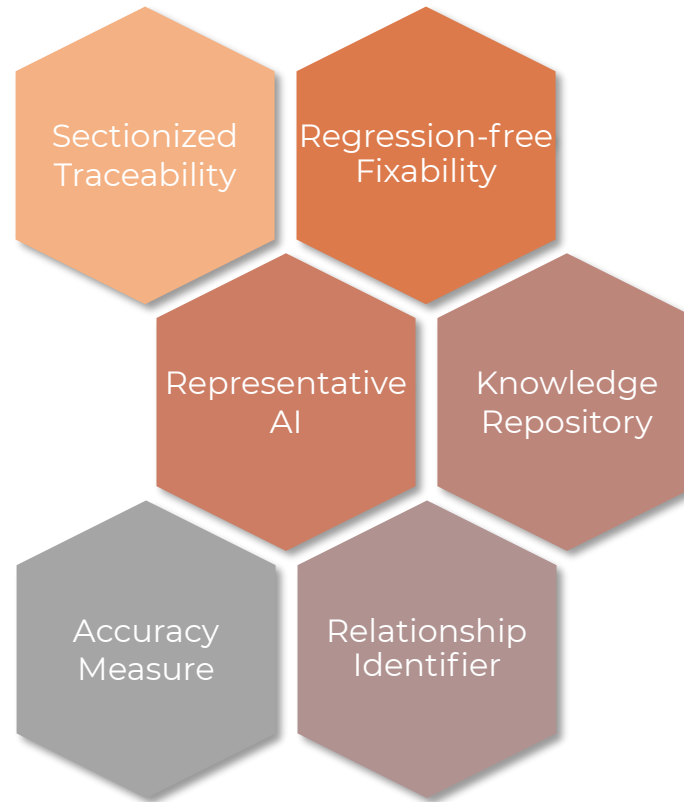 Sectionized
Traceability
Regression-free
Fixability
Representative
AI
Knowledge
Repository
Accuracy
Measure
Relationship
Identifier